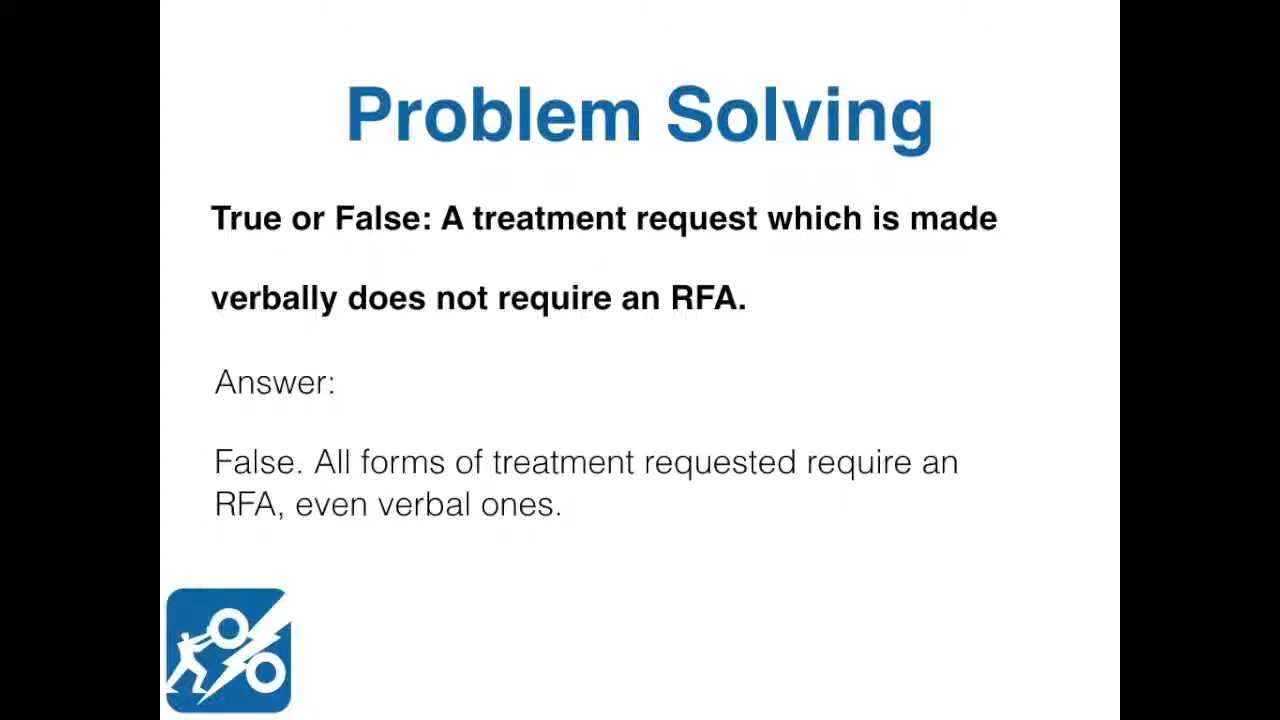 Problem Solving
True or False: A treatment request which is made
verbally does not require an RFA.
Answer:
False. All forms of treatment requested require an
RFA, even verbal ones.